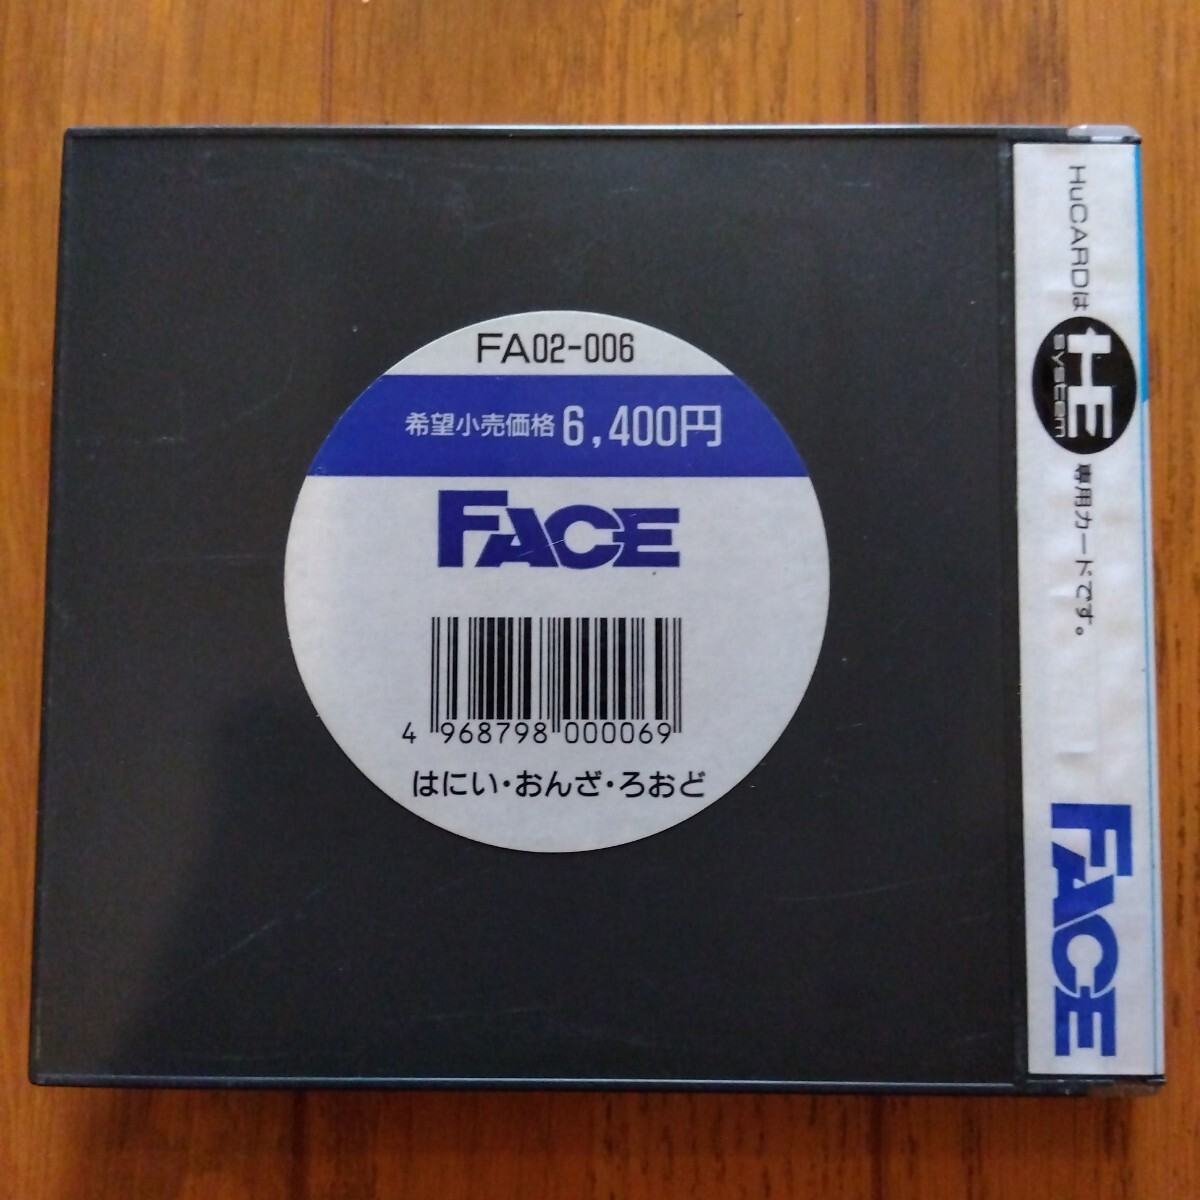 FA02-006
希望小売価格 6,400円
FACE
4 968798 000069
はにい・おんざ・ろおど
HuCARDは HE system 専用カードです。
FACE